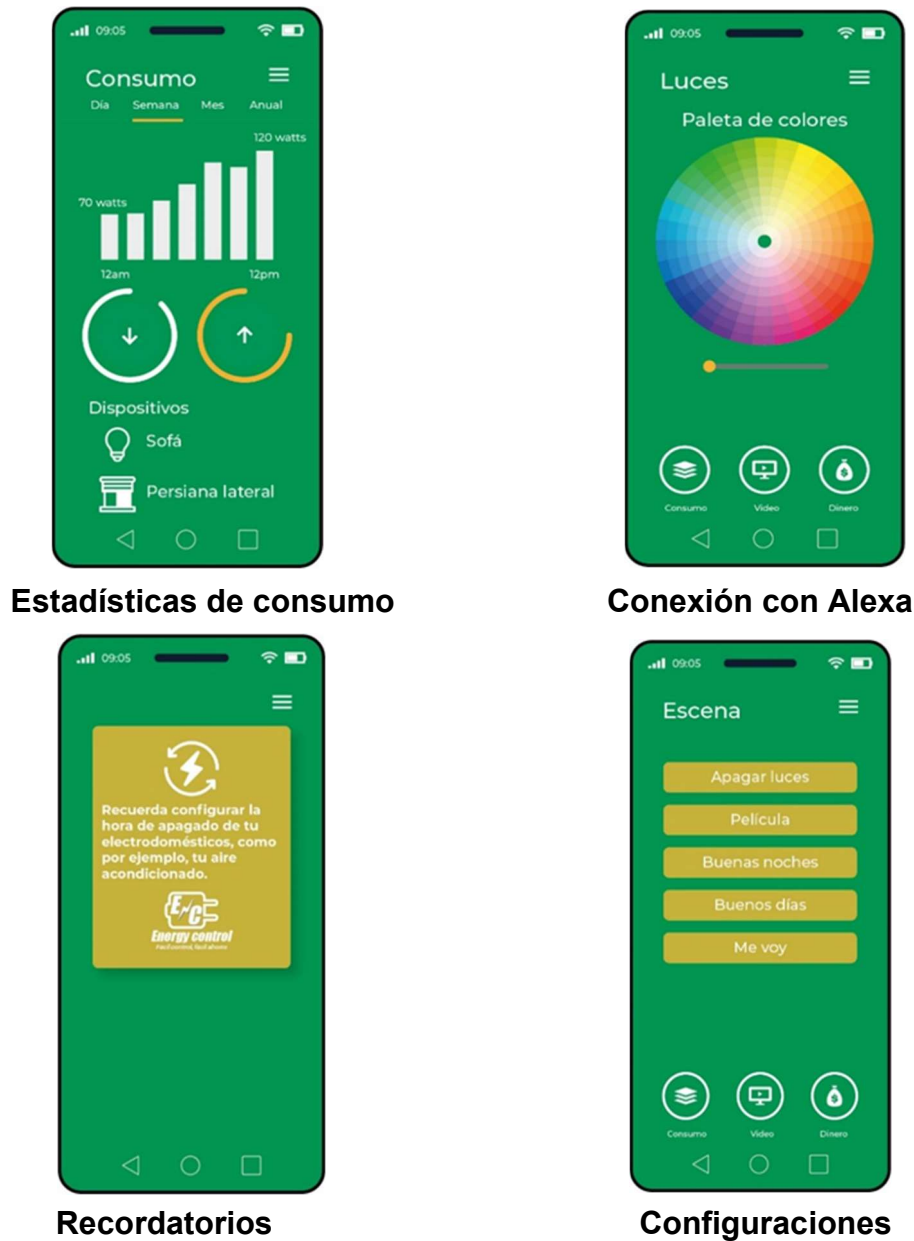 09:05
Consumo
Día Semana Mes Anual
120 watts
70 watts
12am 12pm
Dispositivos
Sofá
Persiana lateral
Estadísticas de consumo
09:05
Luces
Paleta de colores
Consumo Video Dinero
Conexión con Alexa
09:05
Recuerda configurar la
hora de apagado de tu
electrodomésticos, como
por ejemplo, tu aire
acondicionado.
E C
Energy control
Recordatorios
09:05
Escena
Apagar luces
Película
Buenas noches
Buenos días
Me voy
Consumo Video Dinero
Configuraciones